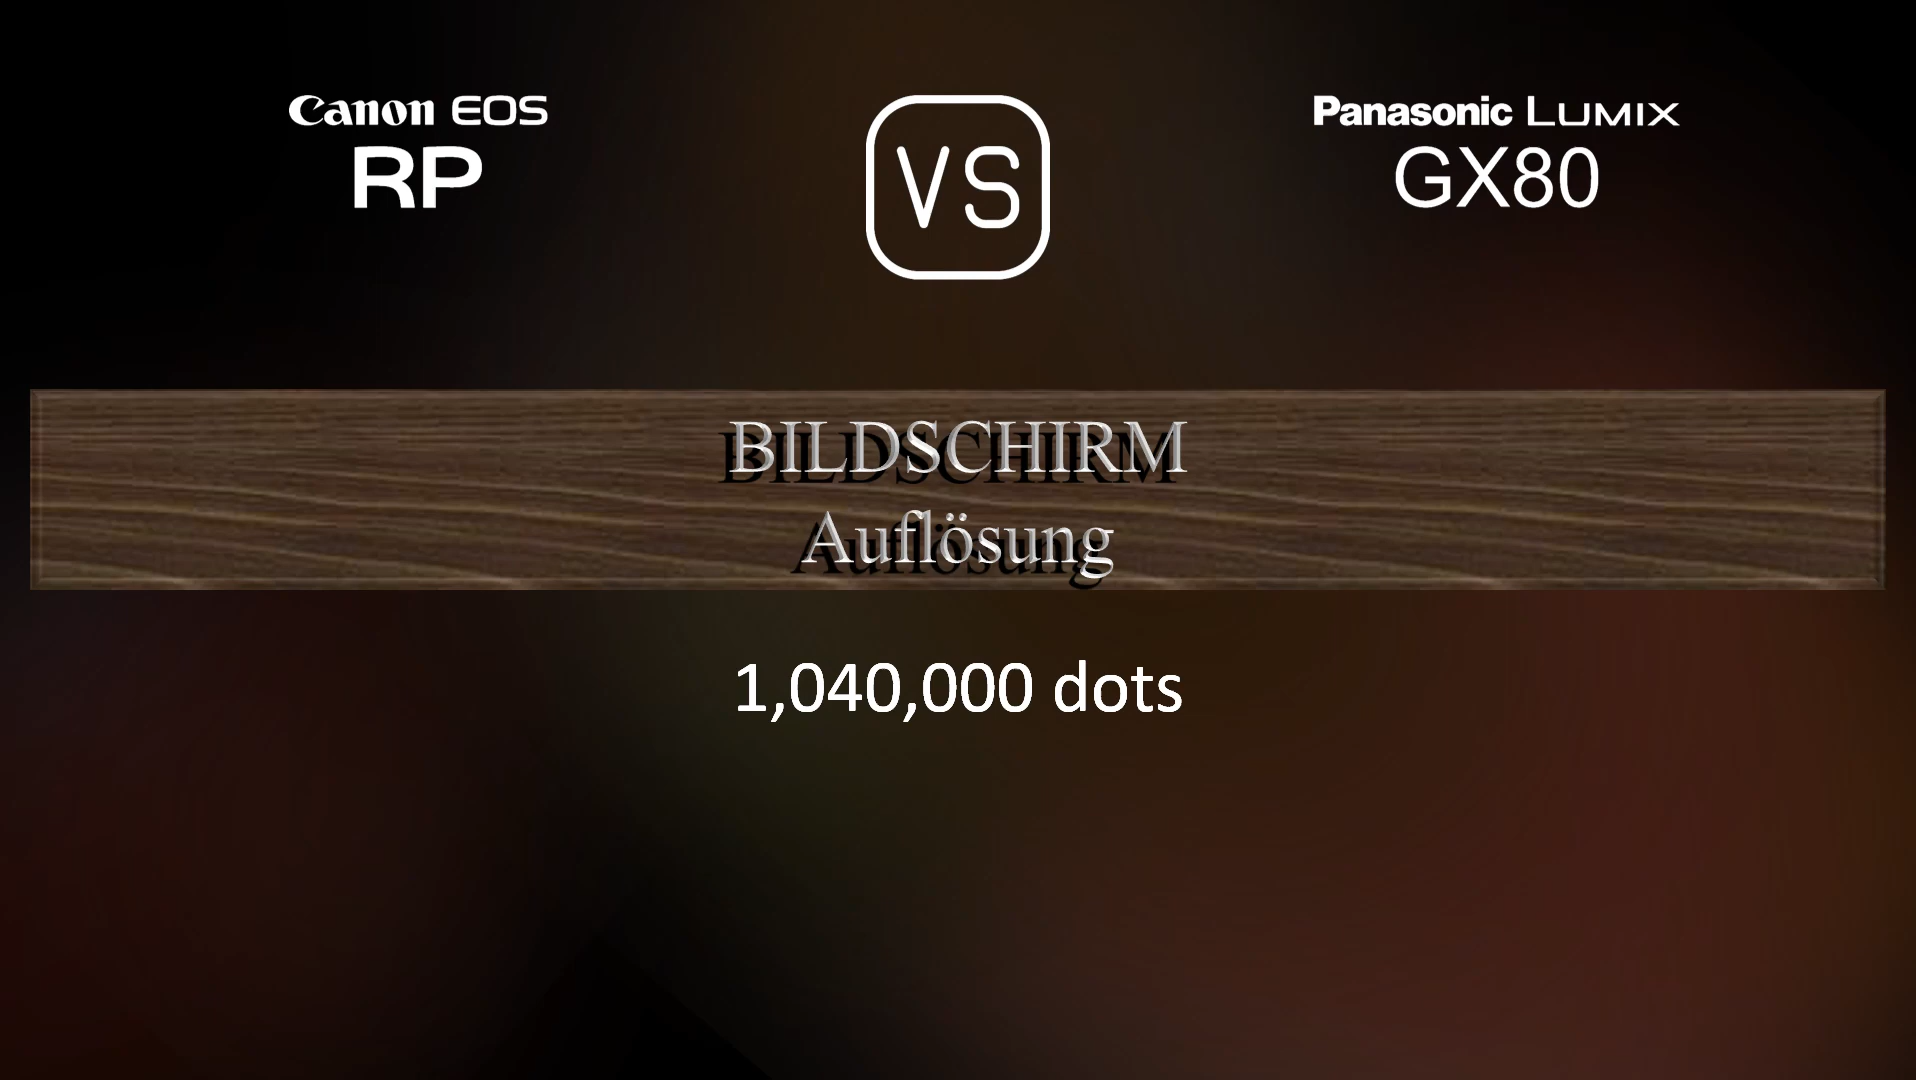 Canon EOS
RP
VS
Panasonic LUMIX
GX80
BILDSCHIRM
Auflösung
1,040,000 dots